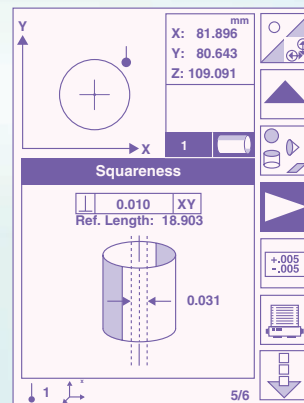 Y
X
mm
X: 81.896
Y: 80.643
Z: 109.091
1
Squareness
⊥ 0.010 XY
Ref. Length: 18.903
0.031
+.005
-.005
1
5/6